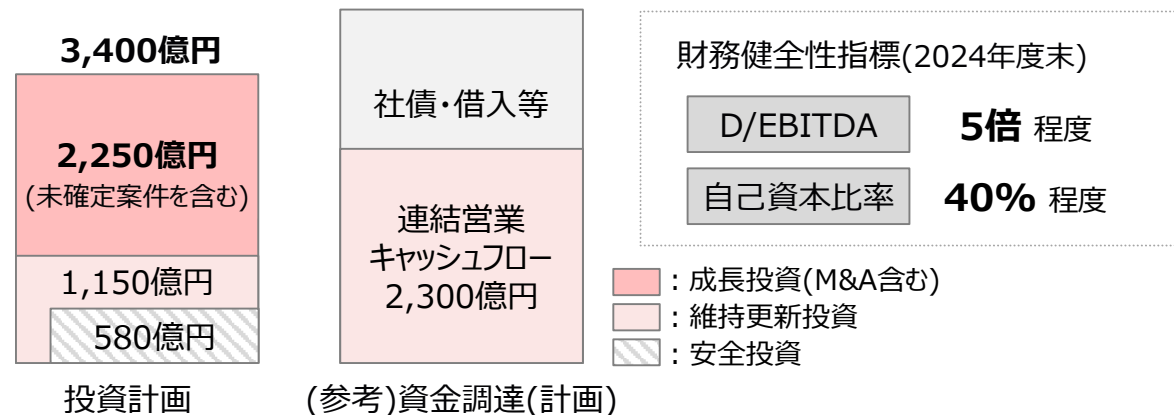 3,400億円
2,250億円
(未確定案件を含む)
1,150億円
580億円
投資計画
社債・借入等
連結営業
キャッシュフロー
2,300億円
(参考)資金調達(計画)
財務健全性指標(2024年度末)
D/EBITDA 5倍 程度
自己資本比率 40% 程度
：成長投資(M&A含む)
：維持更新投資
：安全投資